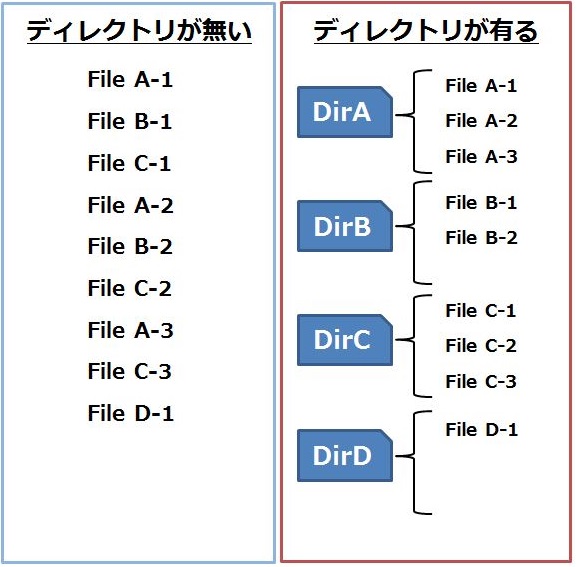 ディレクトリが無い
File A-1
File B-1
File C-1
File A-2
File B-2
File C-2
File A-3
File C-3
File D-1
ディレクトリが有る
DirA
File A-1
File A-2
File A-3
DirB
File B-1
File B-2
DirC
File C-1
File C-2
File C-3
DirD
File D-1